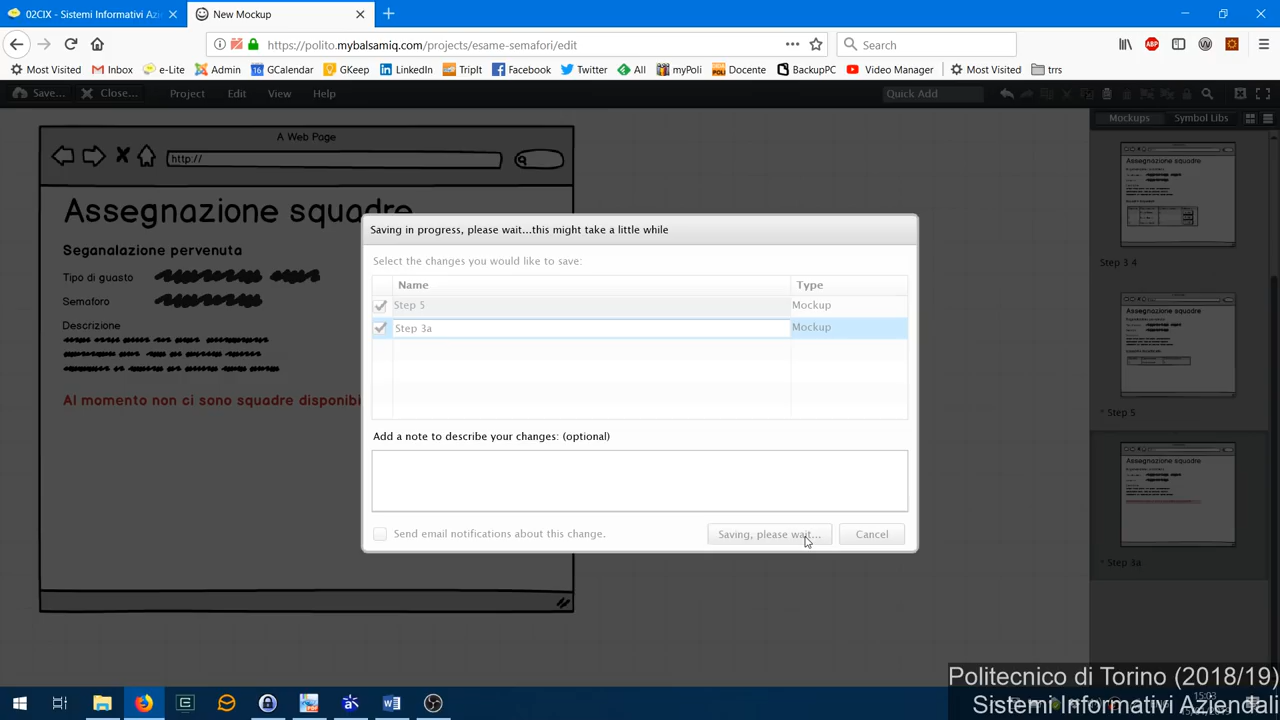 02CIX - Sistemi Informativi Azi
New Mockup
https://polito.mybalsamiq.com/projects/esame-semafori/edit
Search
Most Visited
Inbox
e-Lite
Admin
GCalendar
GKeep
LinkedIn
TripIt
Facebook
Twitter
All
myPoli
Docente
BackupPC
Video Manager
Most Visited
trrs
Save...
Close...
Project
Edit
View
Help
Quick Add
Mockups
Symbol Libs
A Web Page
http://
Assegnazione squadre
Seganalazione pervenuta
Tipo di guasto
Semaforo
Descrizione
Al momento non ci sono squadre disponibi
Saving in progress, please wait...this might take a little while
Select the changes you would like to save:
Name
Type
Step 5
Mockup
Step 3a
Mockup
Add a note to describe your changes: (optional)
Send email notifications about this change.
Saving, please wait...
Cancel
Assegnazione squadre
Step 3 4
Assegnazione squadre
* Step 5
Assegnazione squadre
* Step 3a
Politecnico di Torino (2018/19)
15:03
Sistemi Informativi Aziendali